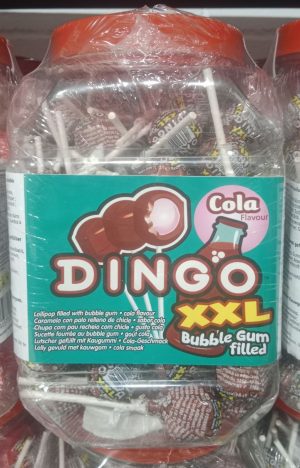 Cola
Flavour
DINGO
XXL
Bubble Gum
filled
Lollipop filled with bubble gum • cola flavour
Caramelo con palo relleno de chicle • sabor cola
Chupa com pau recheio com chicle • gosto cola
Sucette fourrée au bubble gum • goût cola
Lutscher gefüllt mit Kaugummi • Cola-Geschmack
Lolly gevuld met kauwgom • cola smaak